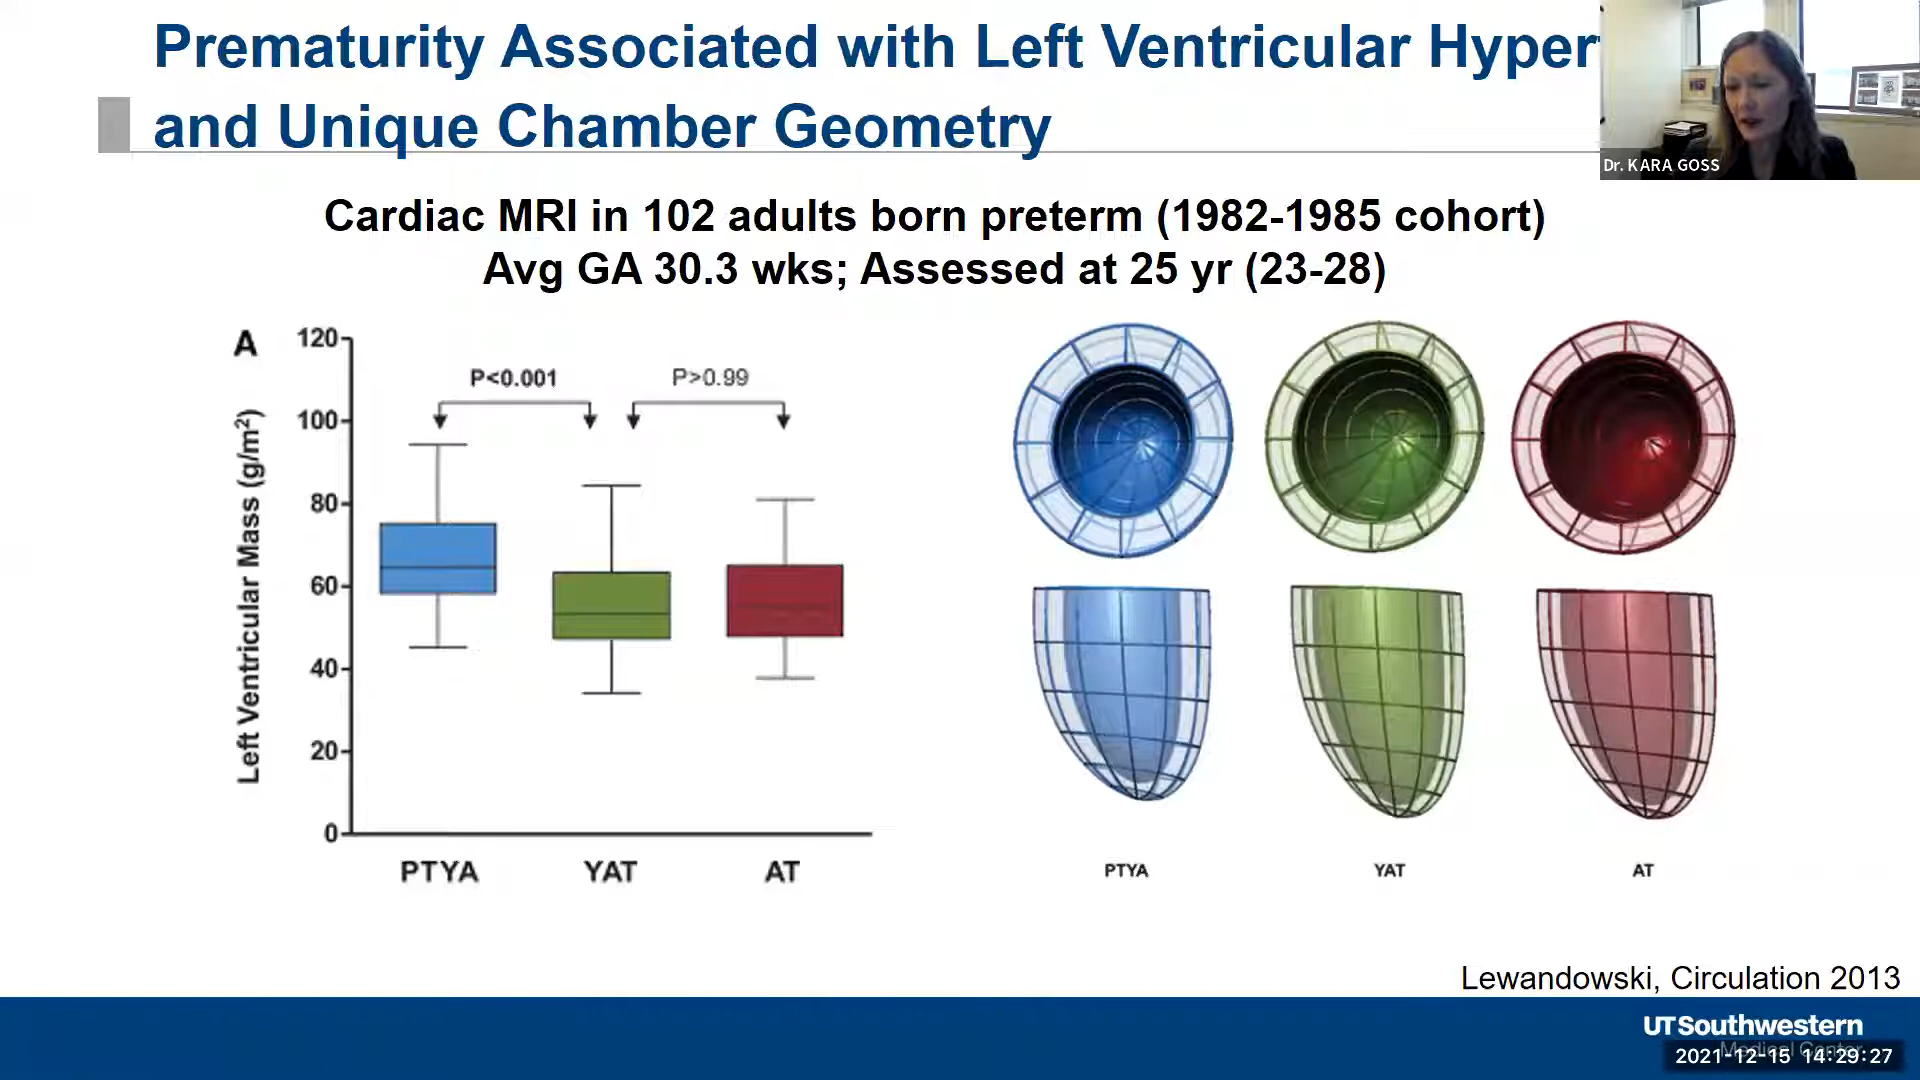 Prematurity Associated with Left Ventricular Hyper
and Unique Chamber Geometry
Dr. KARA GOSS
Cardiac MRI in 102 adults born preterm (1982-1985 cohort)
Avg GA 30.3 wks; Assessed at 25 yr (23-28)
A
Left Ventricular Mass (g/m²)
120
100
80
60
40
20
0
P<0.001
P>0.99
PTYA
YAT
AT
PTYA
YAT
AT
Lewandowski, Circulation 2013
UTSouthwestern
Medical Center
2021-12-15 14:29:27